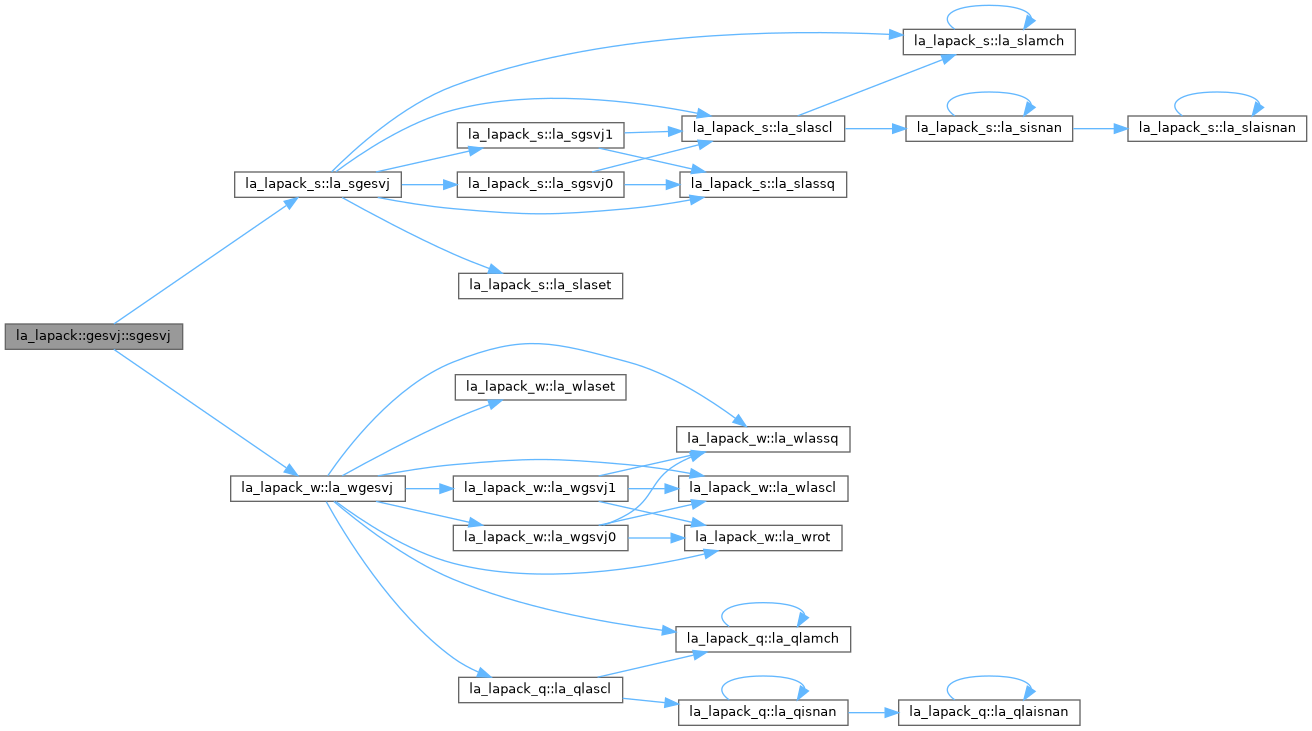 la_lapack_s::la_slamch
la_lapack_s::la_sgsvj1
la_lapack_s::la_slascl
la_lapack_s::la_sisnan
la_lapack_s::la_slaisnan
la_lapack_s::la_sgesvj
la_lapack_s::la_sgsvj0
la_lapack_s::la_slassq
la_lapack_s::la_slaset
la_lapack::gesvj::sgesvj
la_lapack_w::la_wlaset
la_lapack_w::la_wlassq
la_lapack_w::la_wgesvj
la_lapack_w::la_wgsvj1
la_lapack_w::la_wlascl
la_lapack_w::la_wgsvj0
la_lapack_w::la_wrot
la_lapack_q::la_qlamch
la_lapack_q::la_qlascl
la_lapack_q::la_qisnan
la_lapack_q::la_qlaisnan